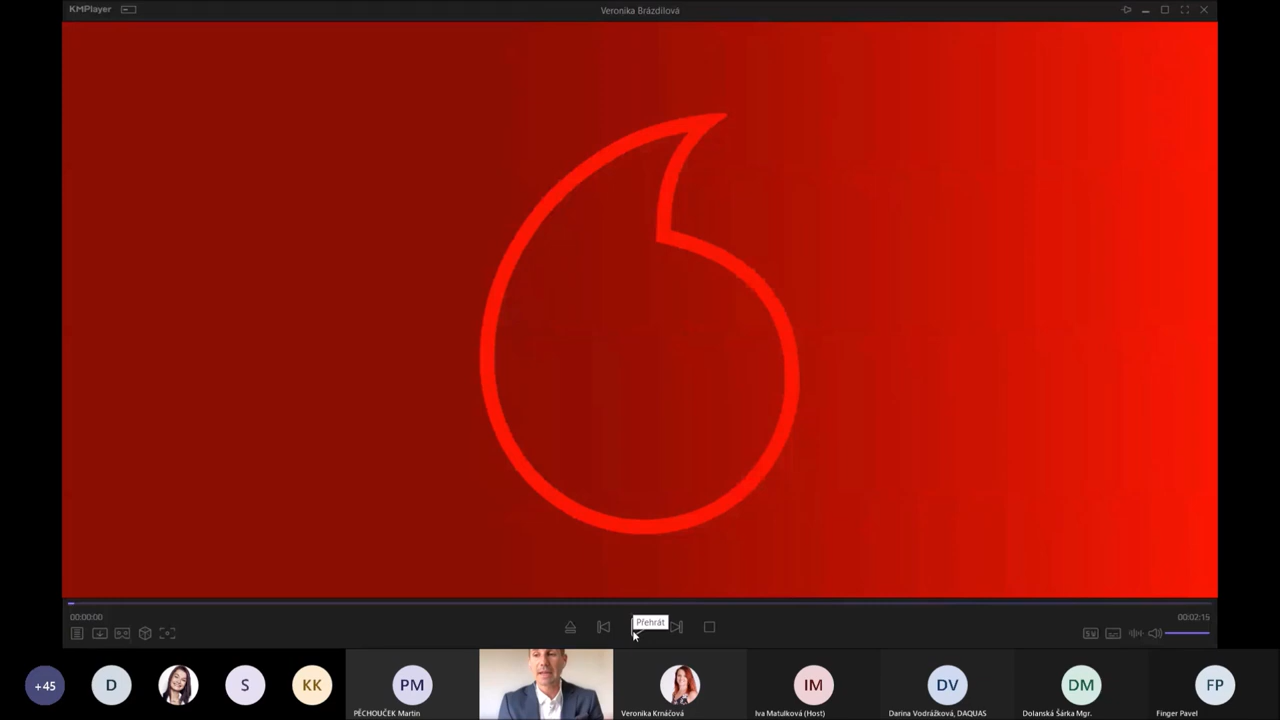 KMPlayer
Veronika Brázdilová
00:00:00
Přehrát
00:02:15
SW
+45
D
S
KK
PM
IM
DV
DM
FP
PĚCHOUČEK Martin
Veronika Krnáčová
Iva Matulková (Host)
Darina Vodrážková, DAQUAS
Dolanská Šárka Mgr.
Finger Pavel